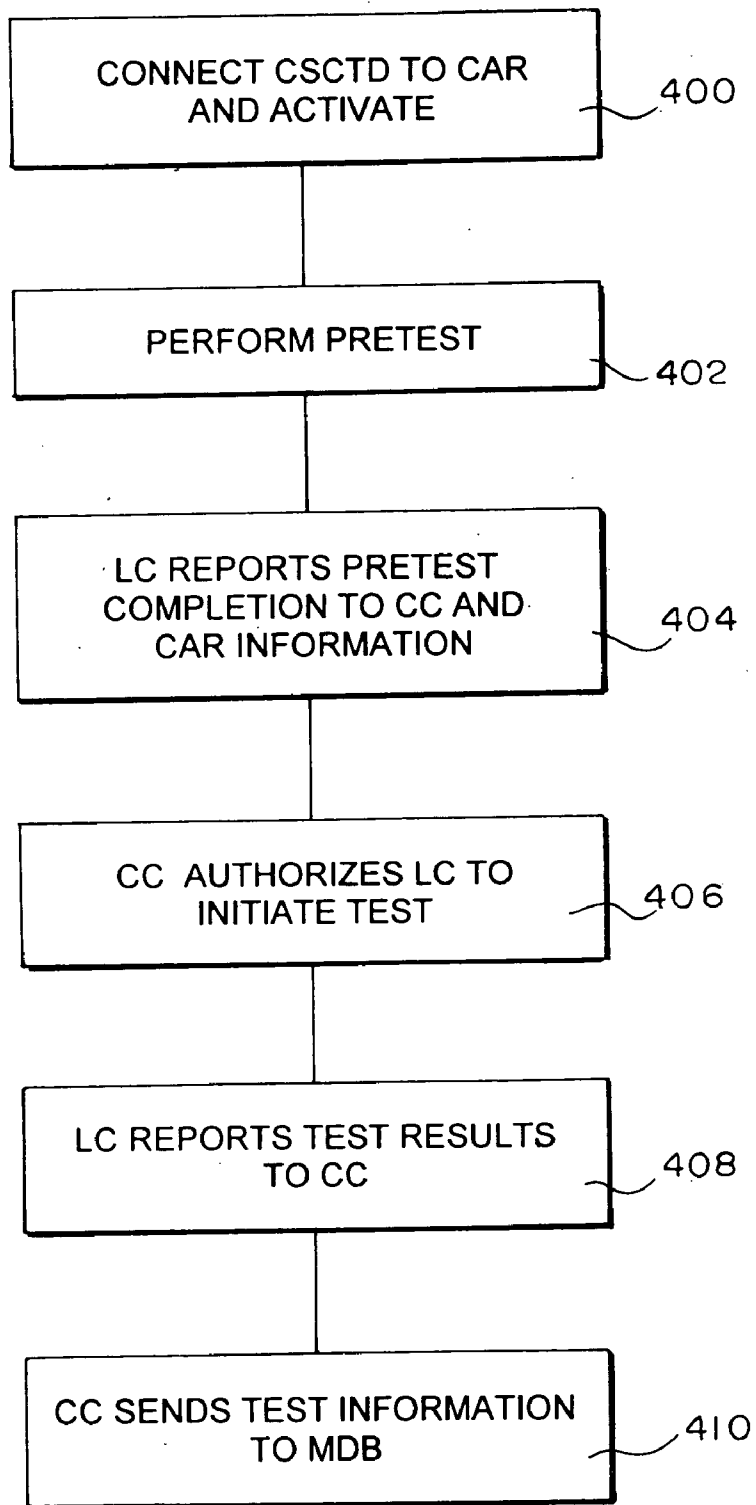 CONNECT CSCTD TO CAR
AND ACTIVATE
400
PERFORM PRETEST
402
LC REPORTS PRETEST
COMPLETION TO CC AND
CAR INFORMATION
404
CC AUTHORIZES LC TO
INITIATE TEST
406
LC REPORTS TEST RESULTS
TO CC
408
CC SENDS TEST INFORMATION
TO MDB
410